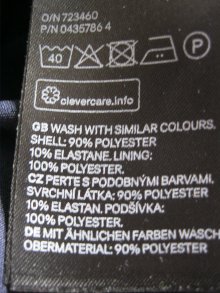 O/N 723460
P/N 0435786 4
40
clevercare.info
GB WASH WITH SIMILAR COLOURS.
SHELL: 90% POLYESTER
10% ELASTANE. LINING:
100% POLYESTER.
CZ PERTE S PODOBNÝMI BARVAMI.
SVRCHNÍ LÁTKA: 90% POLYESTER
10% ELASTAN. PODŠÍVKA:
100% POLYESTER.
DE MIT ÄHNLICHEN FARBEN WASCH
OBERMATERIAL: 90% POLYESTER